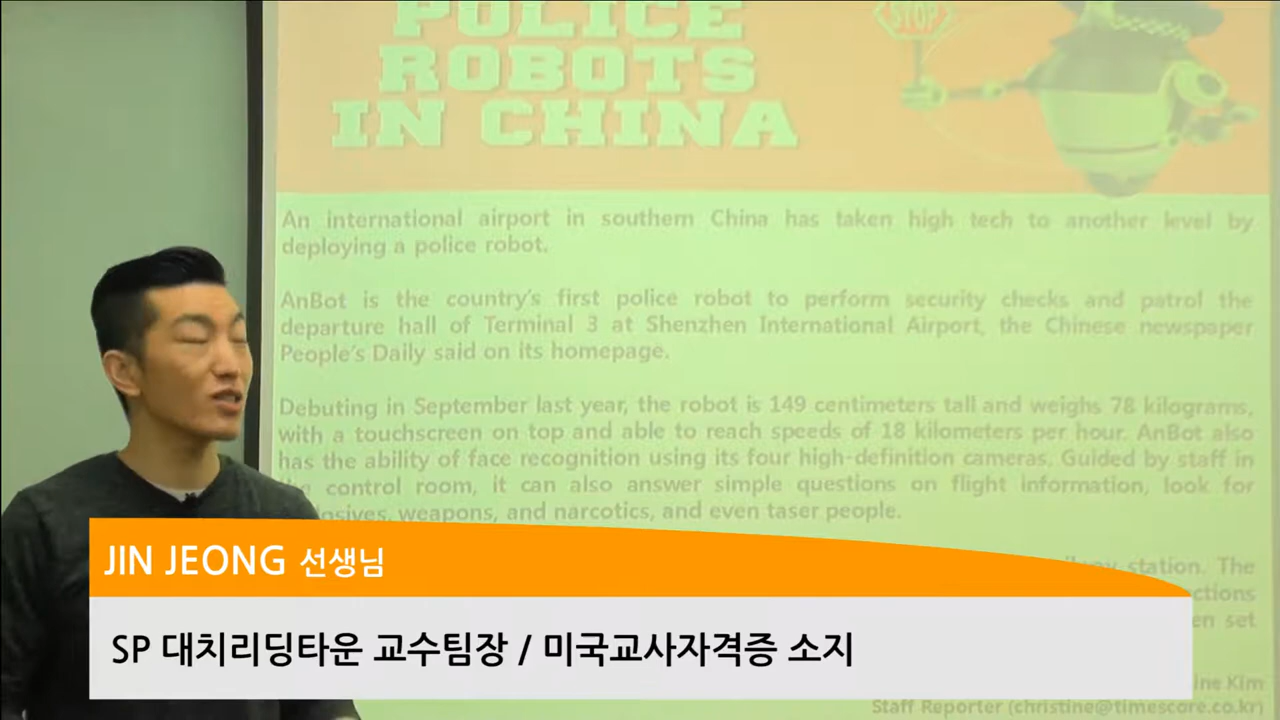 POLICE
ROBOTS
IN CHINA
STOP
An international airport in southern China has taken high tech to another level by
deploying a police robot.
AnBot is the country's first police robot to perform security checks and patrol the
departure hall of Terminal 3 at Shenzhen International Airport, the Chinese newspaper
People's Daily said on its homepage.
Debuting in September last year, the robot is 149 centimeters tall and weighs 78 kilograms,
with a touchscreen on top and able to reach speeds of 18 kilometers per hour. AnBot also
has the ability of face recognition using its four high-definition cameras. Guided by staff in
control room, it can also answer simple questions on flight information, look for
weapons, and narcotics, and even taser people.
station. The
set
Kim
Staff Reporter (christine@timescore.co.kr)
JIN JEONG 선생님
SP 대치리딩타운 교수팀장 / 미국교사자격증 소지